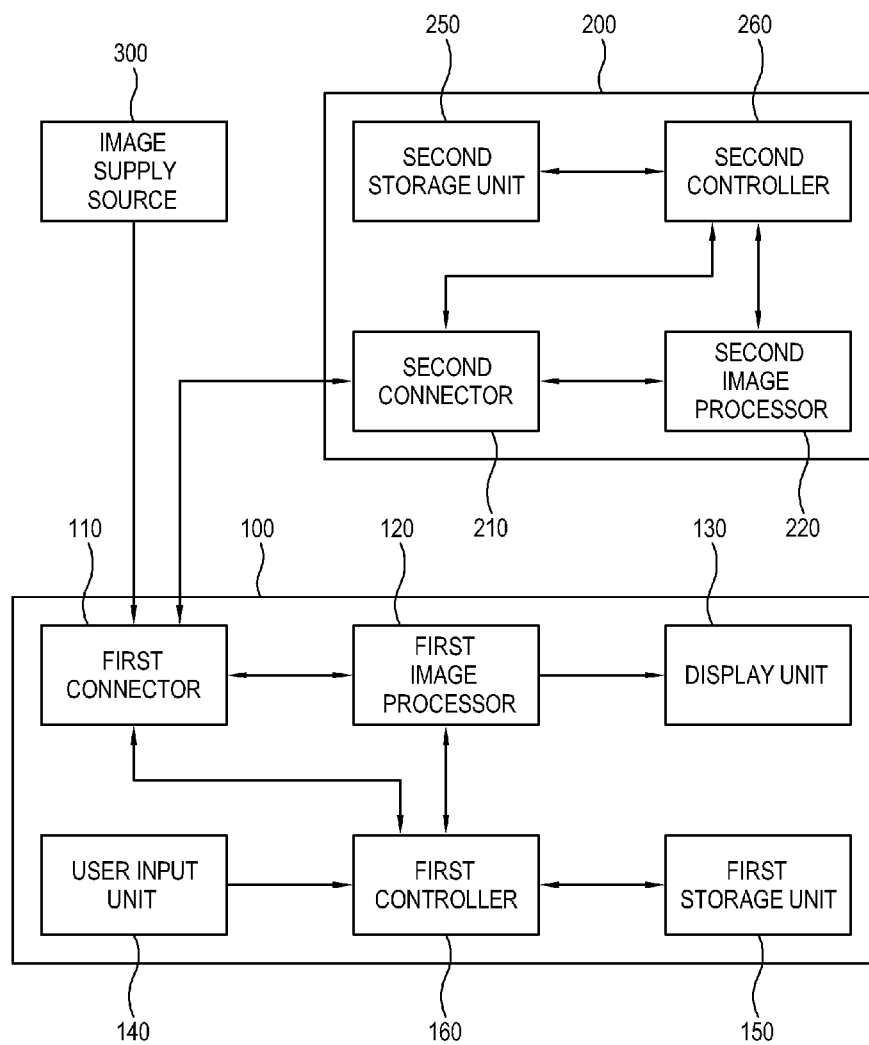 250
200
260
300
IMAGE
SUPPLY
SOURCE
SECOND
STORAGE UNIT
SECOND
CONTROLLER
SECOND
CONNECTOR
SECOND
IMAGE
PROCESSOR
210
220
110
100
120
130
FIRST
CONNECTOR
FIRST
IMAGE
PROCESSOR
DISPLAY UNIT
USER INPUT
UNIT
FIRST
CONTROLLER
FIRST
STORAGE UNIT
140
160
150